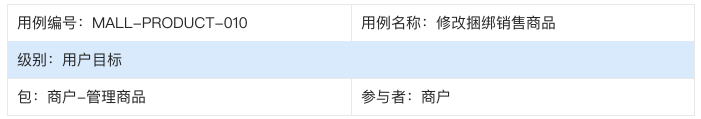 用例编号：MALL-PRODUCT-010 用例名称：修改捆绑销售商品
级别：用户目标
包：商户-管理商品 参与者：商户